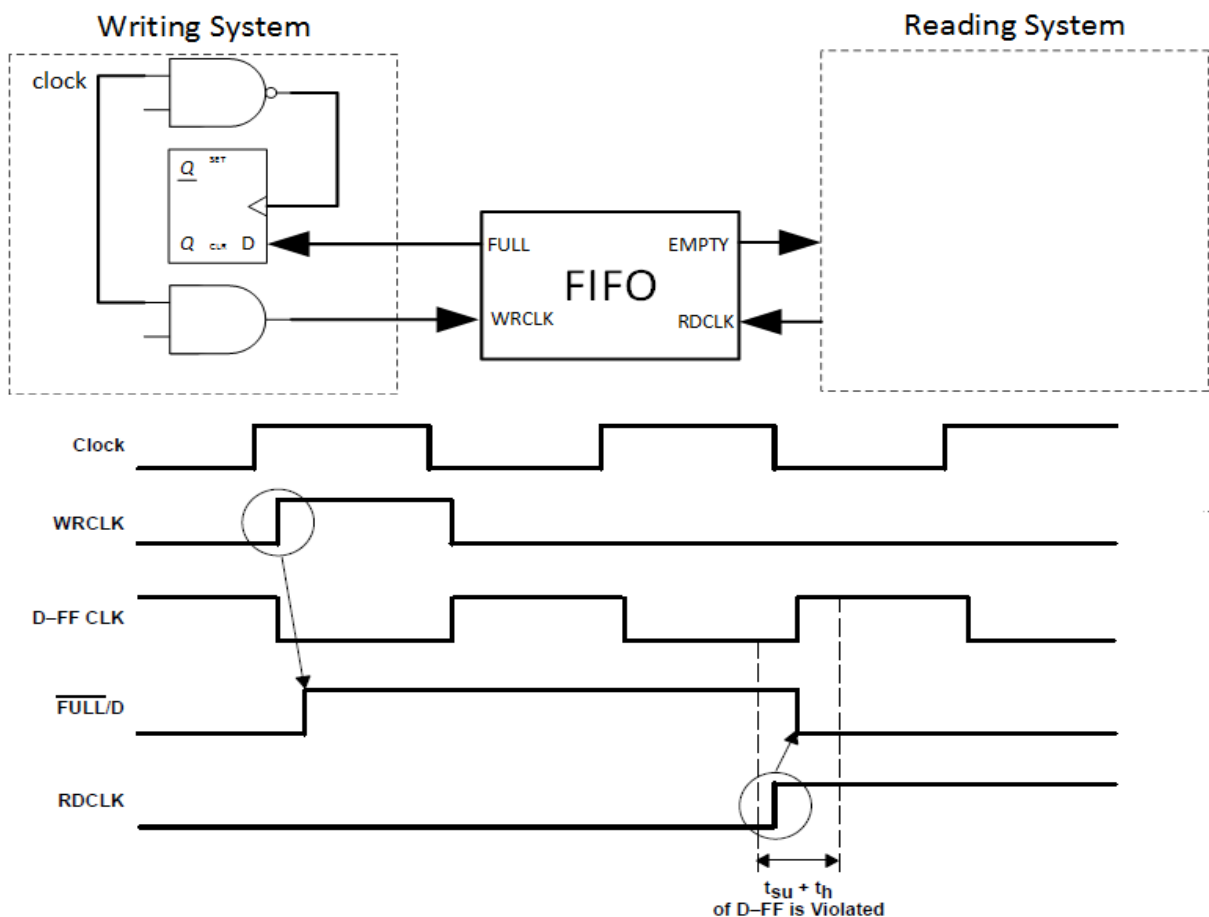 Writing System
Reading System
clock
Q SET
Q CLR D
FULL
EMPTY
FIFO
WRCLK
RDCLK
Clock
WRCLK
D–FF CLK
FULL/D
RDCLK
tsu + th
of D–FF is Violated